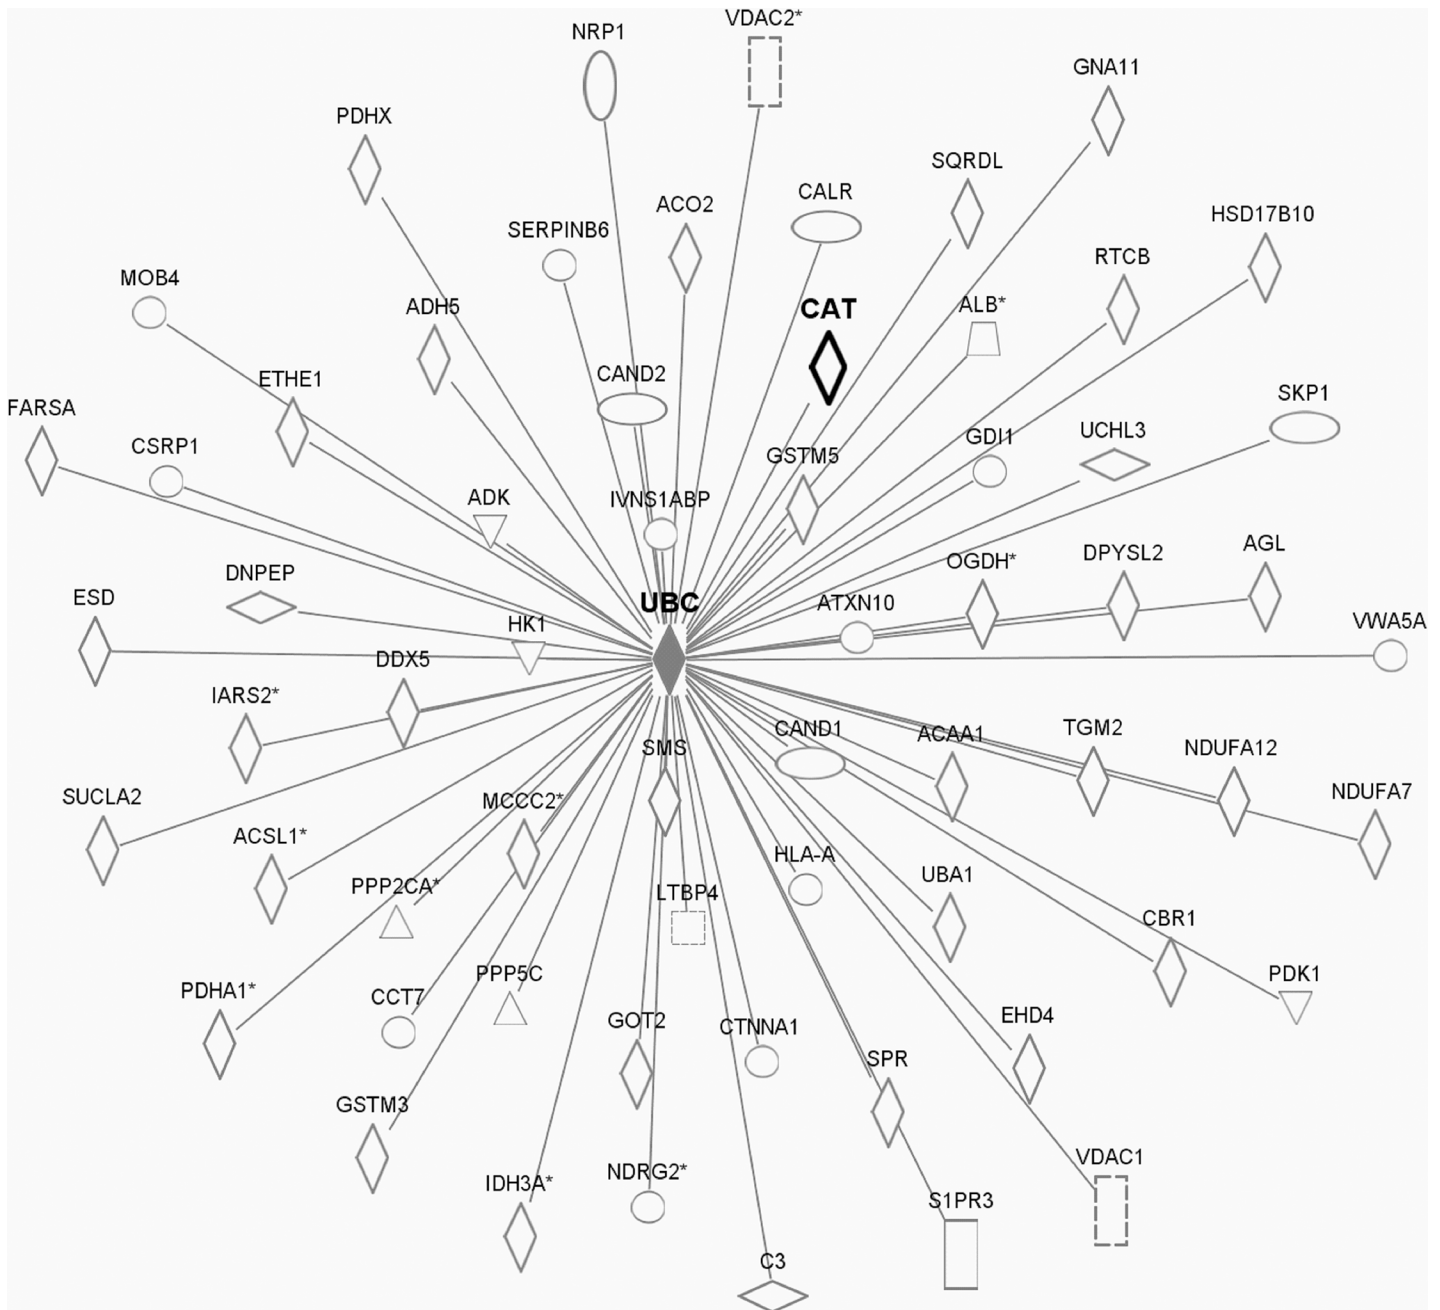 VDAC2*
NRP1
GNA11
PDHX
SQRDL
CALR
ACO2
HSD17B10
SERPINB6
RTCB
MOB4
ADH5
CAT
ALB*
CAND2
ETHE1
SKP1
FARSA
UCHL3
GDI1
CSRP1
GSTM5
ADK
IVNS1ABP
AGL
DPYSL2
OGDH*
DNPEP
ESD
UBC
ATXN10
HK1
VWA5A
DDX5
IARS2*
CAND1
ACAA1
TGM2
SMS
NDUFA12
NDUFA7
SUCLA2
MCCC2*
ACSL1*
HLA-A
UBA1
PPP2CA*
LTBP4
CBR1
PPP5C
PDK1
PDHA1*
CCT7
EHD4
GOT2
CTNNA1
SPR
GSTM3
VDAC1
NDRG2*
IDH3A*
S1PR3
C3